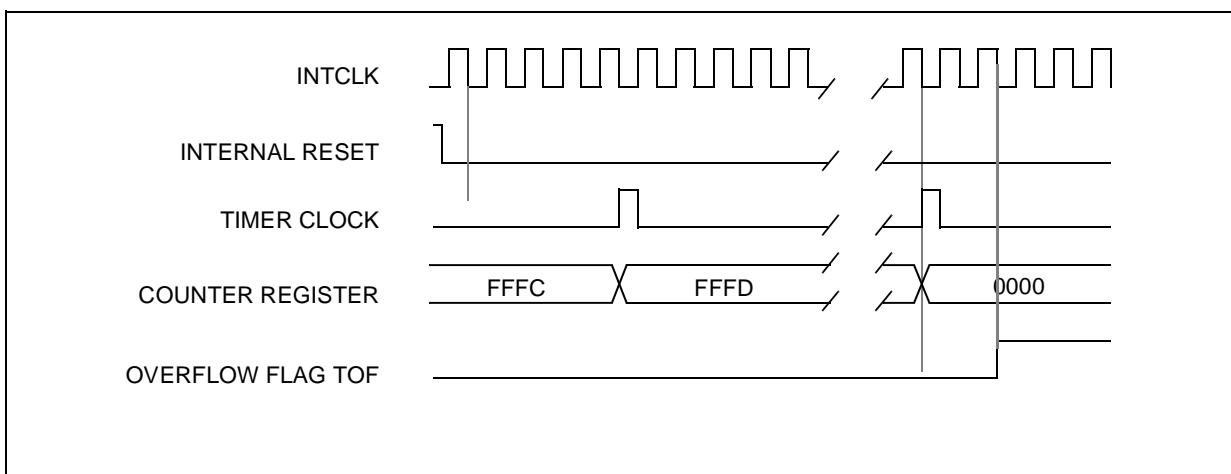 INTCLK
INTERNAL RESET
TIMER CLOCK
COUNTER REGISTER
FFFC
FFFD
0000
OVERFLOW FLAG TOF